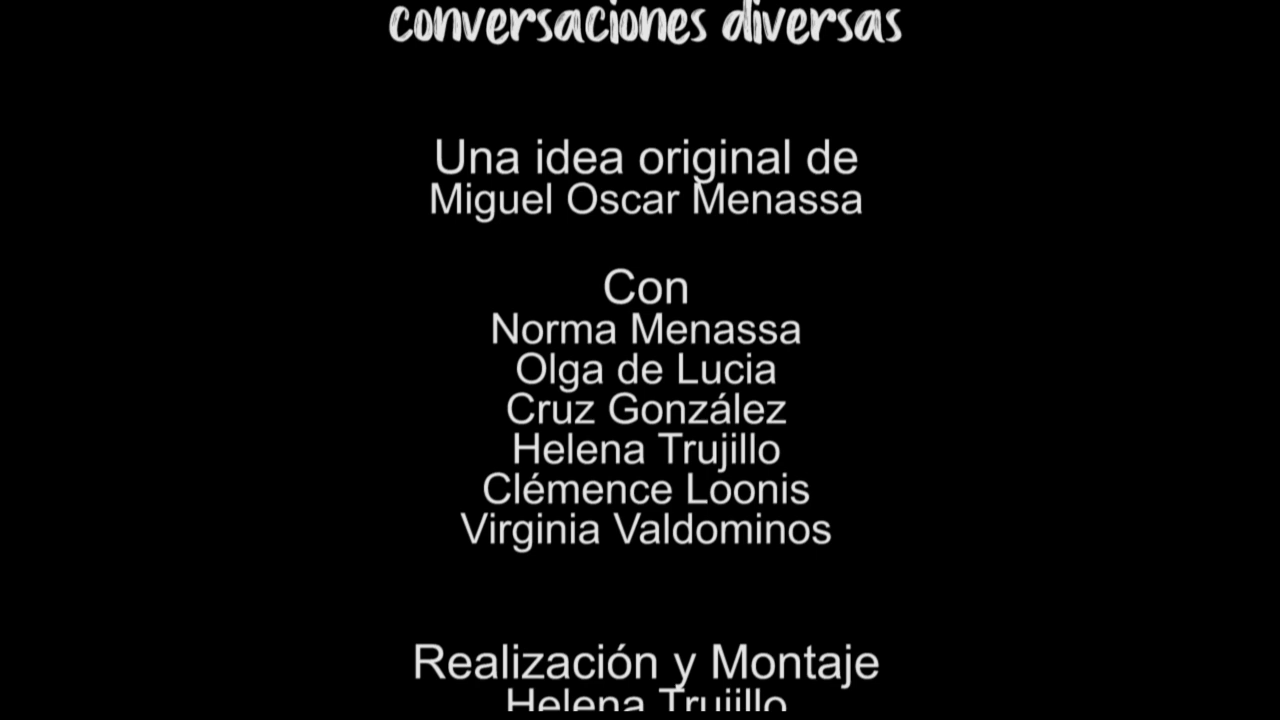 conversaciones diversas
Una idea original de
Miguel Oscar Menassa
Con
Norma Menassa
Olga de Lucia
Cruz González
Helena Trujillo
Clémence Loonis
Virginia Valdominos
Realización y Montaje
Helena Trujillo